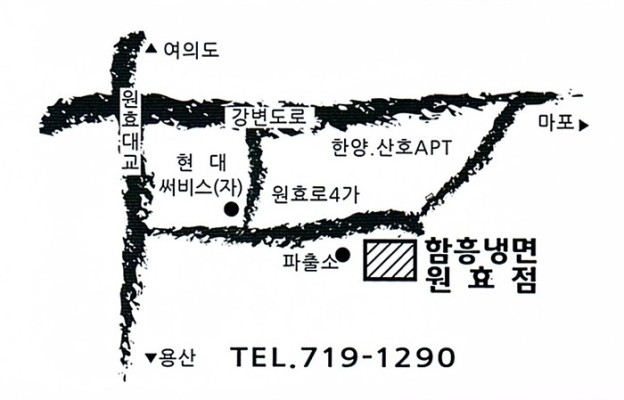 ▲ 여의도
원효대교
강변도로
마포▶
한양.산호APT
현 대
써비스(자)
원효로4가
파출소
함흥냉면
원 효 점
▼용산
TEL.719-1290